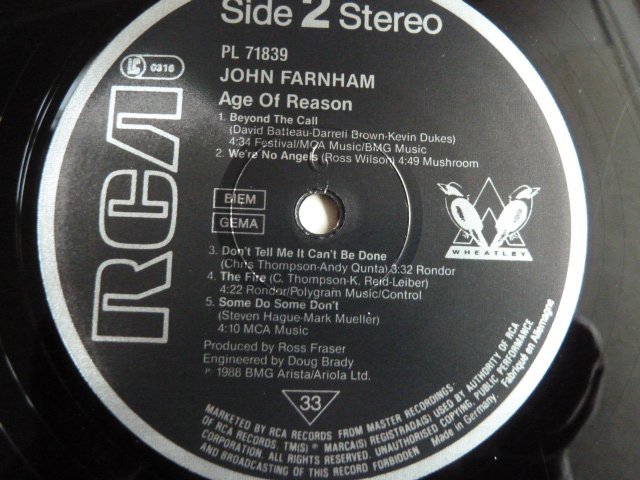 Side 2 Stereo
PL 71839
LC 0316
JOHN FARNHAM
Age Of Reason
1. Beyond The Call
(David Batteau-Darrell Brown-Kevin Dukes)
4:34 Festival/MCA Music/BMG Music
2. We're No Angels (Ross Wilson) 4:49 Mushroom
RCA
BIEM
GEMA
WHEATLEY
3. Don't Tell Me It Can't Be Done
(Chris Thompson-Andy Qunta) 3:32 Rondor
4. The Fire (C. Thompson-K. Reid-Leiber)
4:22 Rondor/Polygram Music/Control
5. Some Do Some Don't
(Steven Hague-Mark Mueller)
4:10 MCA Music
Produced by Ross Fraser
Engineered by Doug Brady
℗ 1988 BMG Arista/Ariola Ltd.
33
MARKETED BY RCA RECORDS FROM MASTER RECORDINGS.
OF RCA RECORDS. TM(S) ® MARCA(S) REGISTRADA(S) USED BY AUTHORITY OF RCA
AND BROADCASTING OF THIS RECORD FORBIDDEN UNAUTHORISED COPYING, PUBLIC PERFORMANCE
Made in Germany. Fabriqué en Allemagne